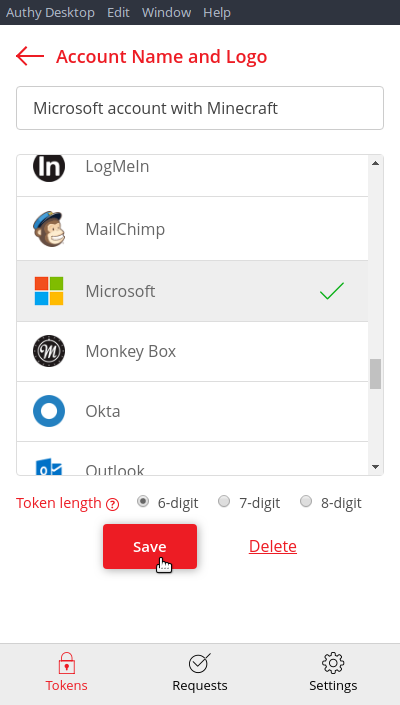 Authy Desktop Edit Window Help
Account Name and Logo
Microsoft account with Minecraft
In LogMeIn
MailChimp
Microsoft
M Monkey Box
Okta
Outlook
Token length ? 6-digit 7-digit 8-digit
Save Delete
Tokens Requests Settings